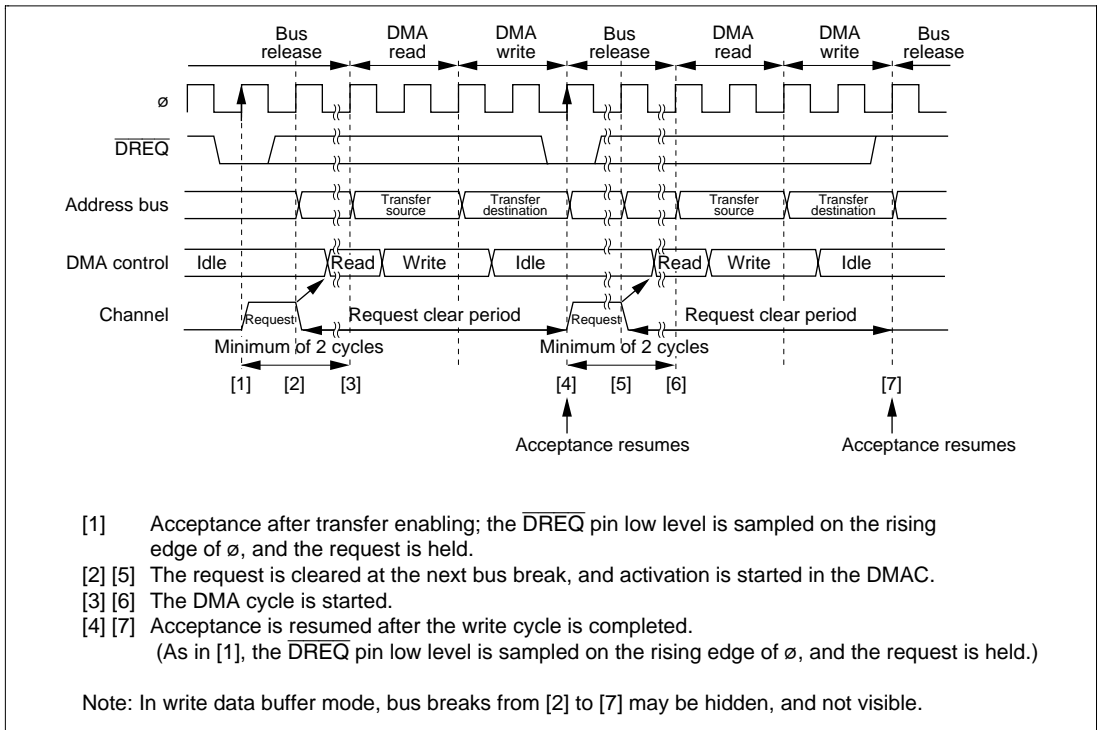 Bus release DMA read DMA write Bus release DMA read DMA write Bus release
ø
DREQ
Address bus Transfer source Transfer destination Transfer source Transfer destination
DMA control Idle Read Write Idle Read Write Idle
Channel Request Request clear period Request Request clear period
Minimum of 2 cycles Minimum of 2 cycles
[1] [2] [3] [4] [5] [6] [7]
Acceptance resumes Acceptance resumes
[1] Acceptance after transfer enabling; the DREQ pin low level is sampled on the rising
edge of ø, and the request is held.
[2] [5] The request is cleared at the next bus break, and activation is started in the DMAC.
[3] [6] The DMA cycle is started.
[4] [7] Acceptance is resumed after the write cycle is completed.
(As in [1], the DREQ pin low level is sampled on the rising edge of ø, and the request is held.)
Note: In write data buffer mode, bus breaks from [2] to [7] may be hidden, and not visible.